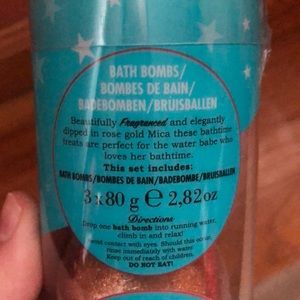 BATH BOMBS/
BOMBES DE BAIN/
BADEBOMBEN/BRUISBALLEN
Beautifully Fragranced and elegantly
dipped in rose gold Mica these bathtime
treats are perfect for the water babe who
loves her bathtime.
This set includes:
BATH BOMBS/BOMBES DE BAIN/BADEBOMBE/BRUISBALLEN
3 x 80 g e 2,82oz
Directions
Drop one bath bomb into running water,
climb in and relax!
Avoid contact with eyes. Should this occur,
rinse immediately with water.
Keep out of reach of children.
DO NOT EAT!